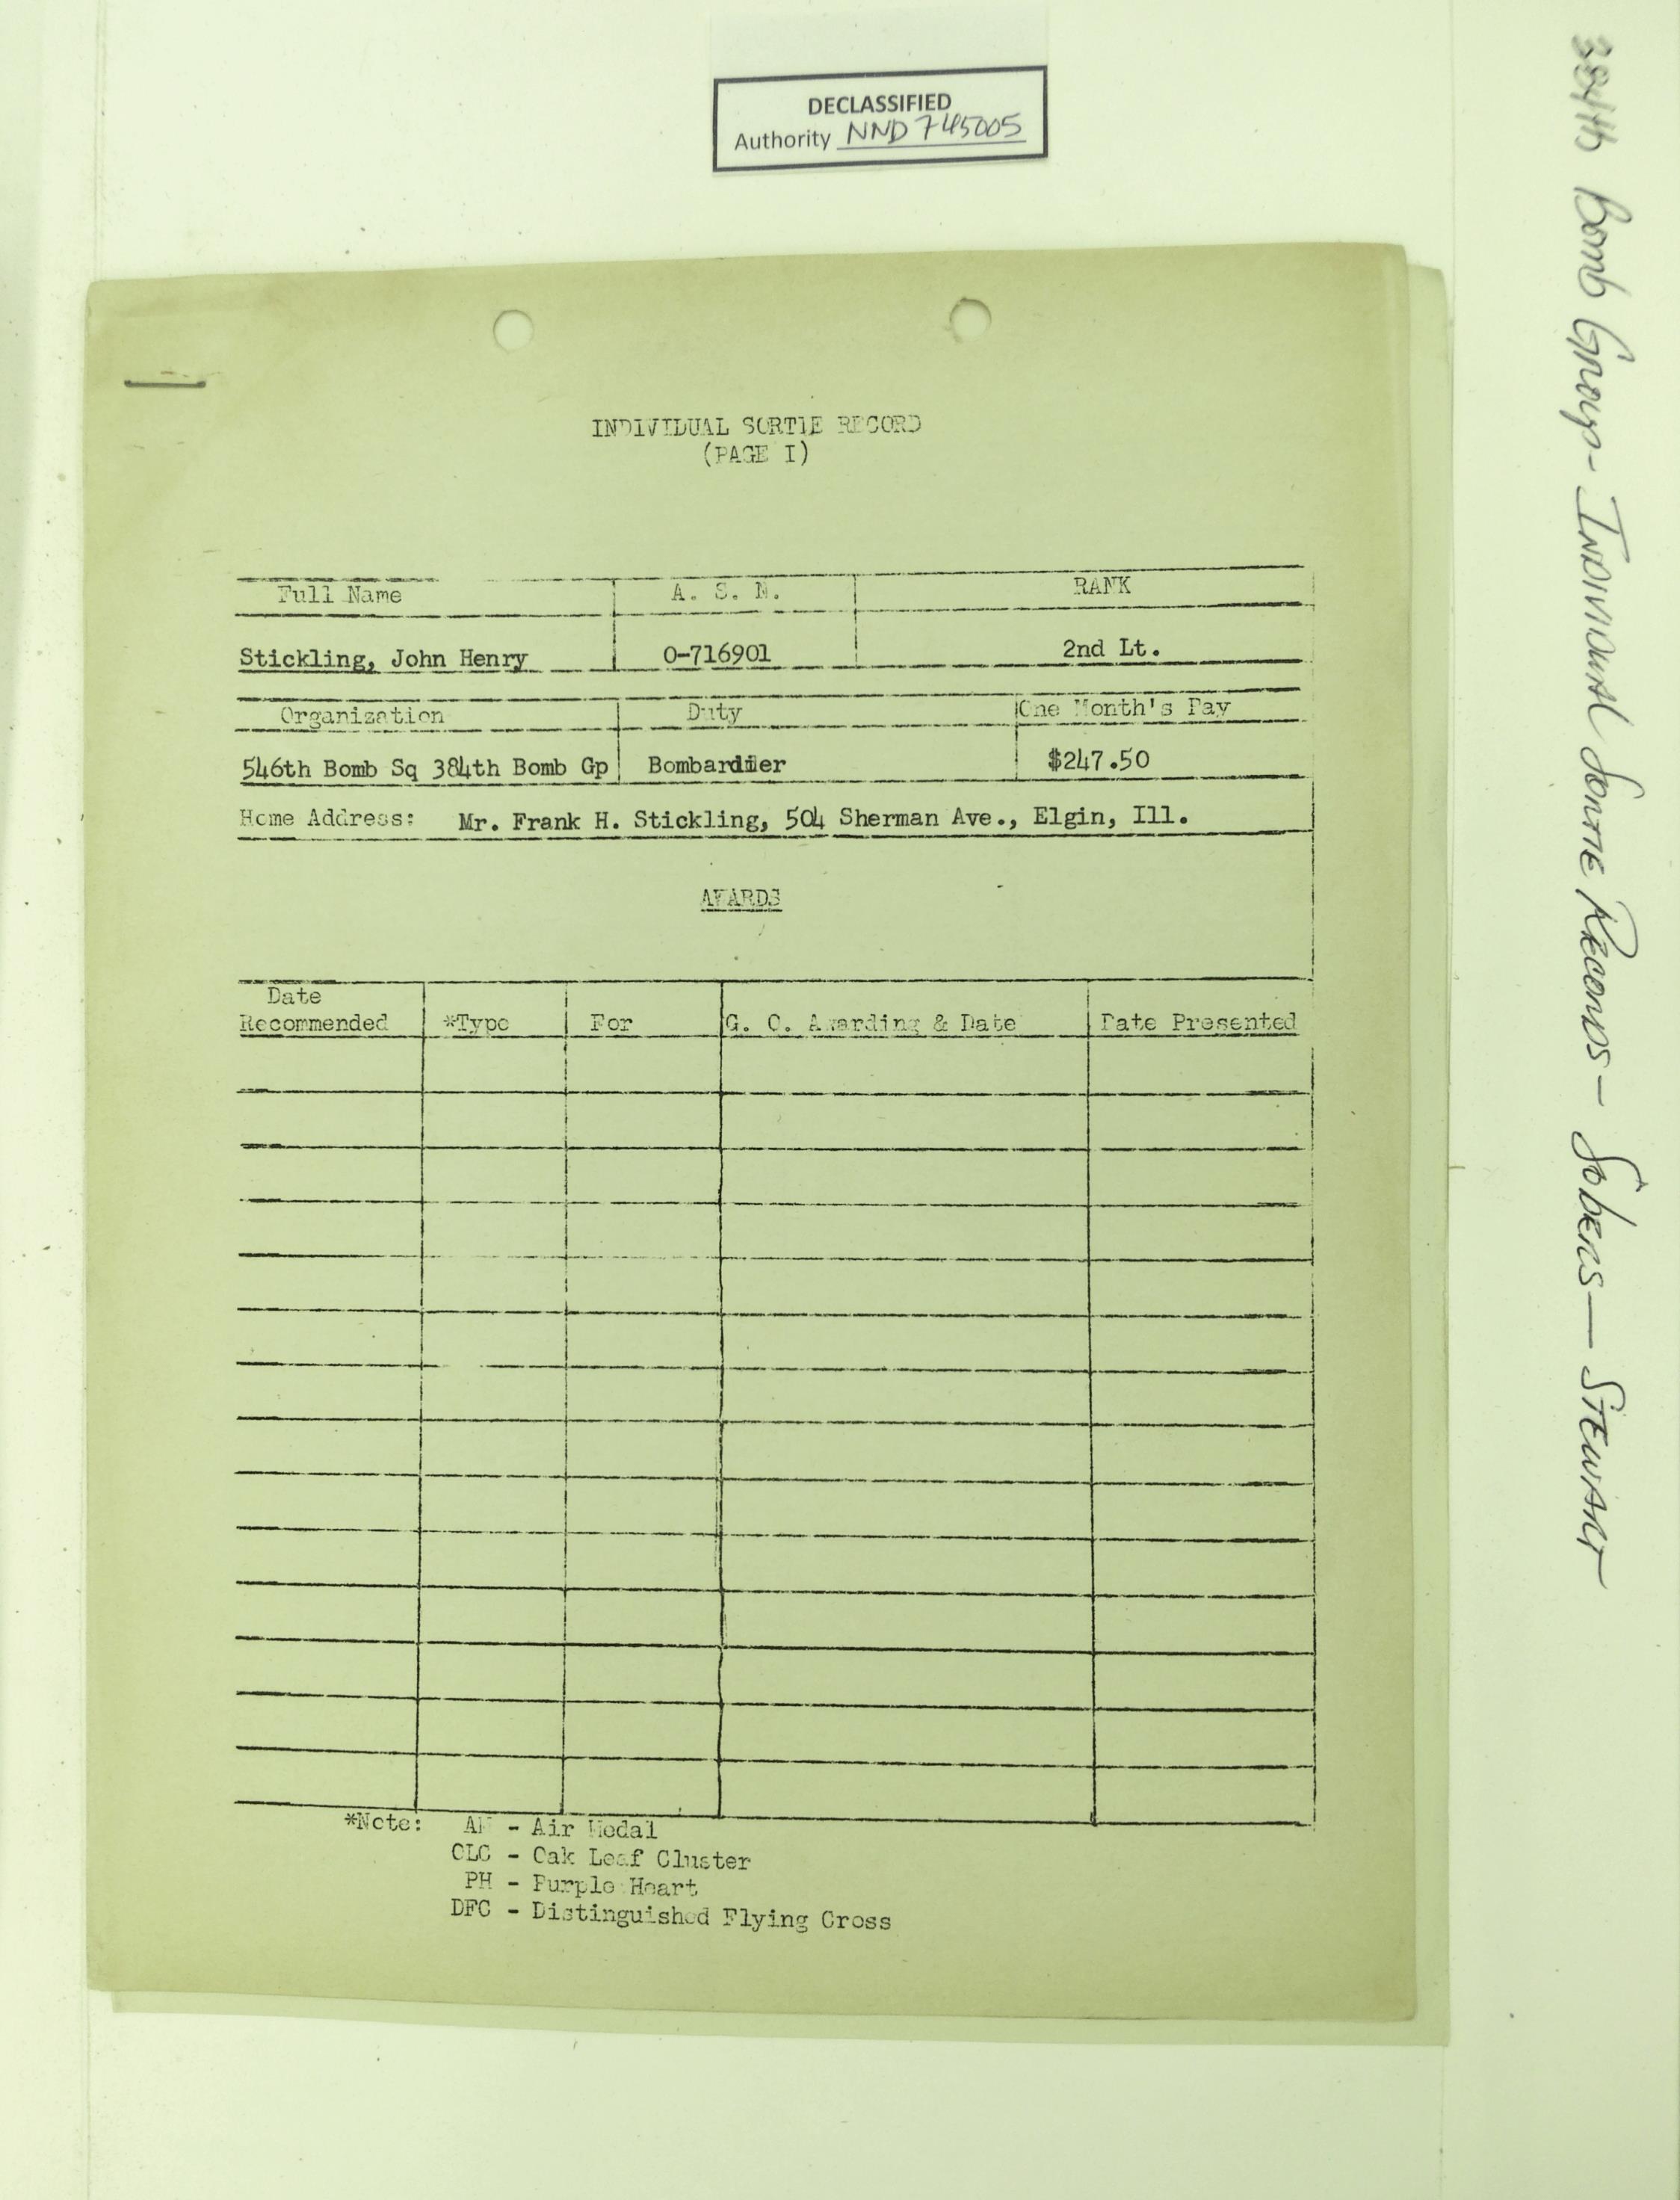 DECLASSIFIED
Authority NND 745005
384th Bomb Group - Individual Sortie Records - Sobers - Stewart
INDIVIDUAL SORTIE RECORD
(PAGE I)
Full Name A. S. N. RANK
Stickling, John Henry 0-716901 2nd Lt.
Organization Duty One Month's Pay
546th Bomb Sq 384th Bomb Gp Bombardier $247.50
Home Address: Mr. Frank H. Stickling, 504 Sherman Ave., Elgin, Ill.
AWARDS
Date
Recommended *Type For G. O. Awarding & Date Date Presented
*Note: AM - Air Medal
OLC - Oak Leaf Cluster
PH - Purple Heart
DFC - Distinguished Flying Cross